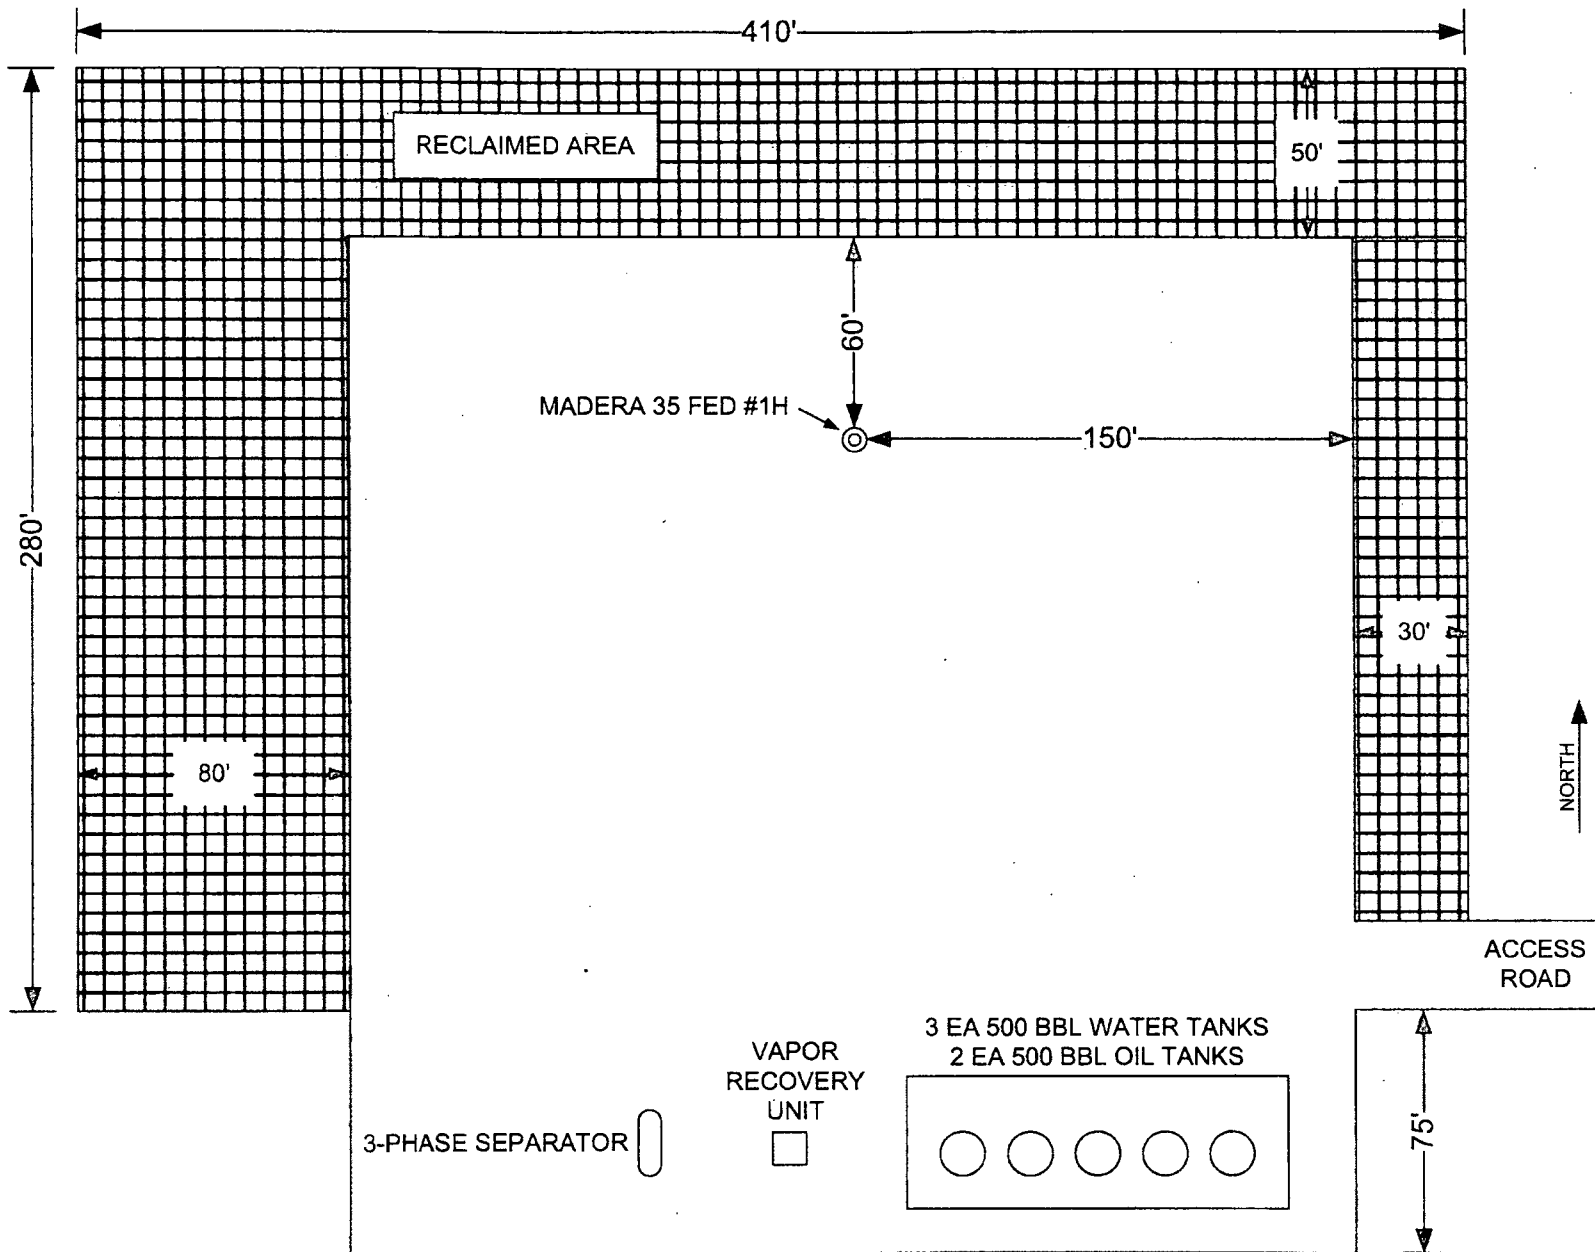 410'
RECLAIMED AREA
50'
60'
MADERA 35 FED #1H
150'
280'
30'
80'
NORTH
ACCESS
ROAD
3 EA 500 BBL WATER TANKS
2 EA 500 BBL OIL TANKS
VAPOR
RECOVERY
UNIT
3-PHASE SEPARATOR
75'